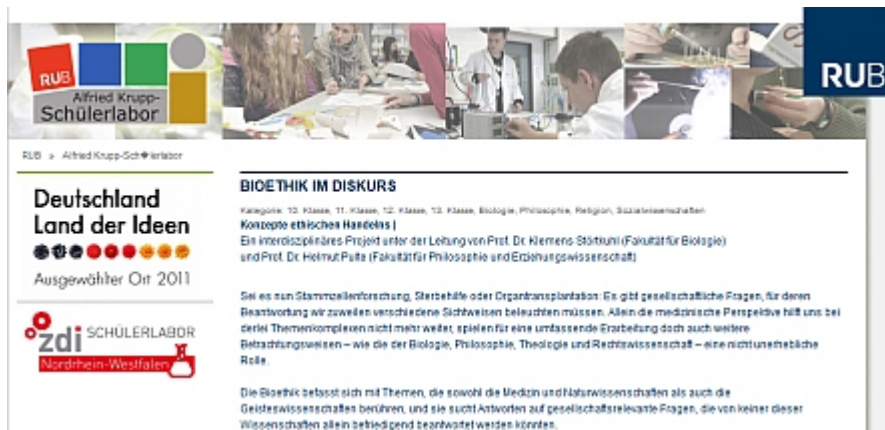 RUB
Alfried Krupp-
Schülerlabor
RUB
RUB > Alfried Krupp-Sch�lerlabor
Deutschland
Land der Ideen
Ausgewählter Ort 2011
zdi SCHÜLERLABOR
Nordrhein-Westfalen
BIOETHIK IM DISKURS
Kategorie: 10. Klasse, 11. Klasse, 12. Klasse, 13. Klasse, Biologie, Philosophie, Religion, Sozialwissenschaften
Konzepte ethischen Handelns |
Ein interdisziplinäres Projekt unter der Leitung von Prof. Dr. Klemens Störtkuhl (Fakultät für Biologie)
und Prof. Dr. Helmut Pulte (Fakultät für Philosophie und Erziehungswissenschaft)
Sei es nun Stammzellenforschung, Sterbehilfe oder Organtransplantation: Es gibt gesellschaftliche Fragen, für deren
Beantwortung wir zuweilen verschiedene Sichtweisen beleuchten müssen. Allein die medizinische Perspektive hilft uns bei
derlei Themenkomplexen nicht mehr weiter, spielen für eine umfassende Erarbeitung doch auch weitere
Betrachtungsweisen – wie die der Biologie, Philosophie, Theologie und Rechtswissenschaft – eine nicht unerhebliche
Rolle.
Die Bioethik befasst sich mit Themen, die sowohl die Medizin und Naturwissenschaften als auch die
Geisteswissenschaften berühren, und sie sucht Antworten auf gesellschaftsrelevante Fragen, die von keiner dieser
Wissenschaften allein befriedigend beantwortet werden könnten.